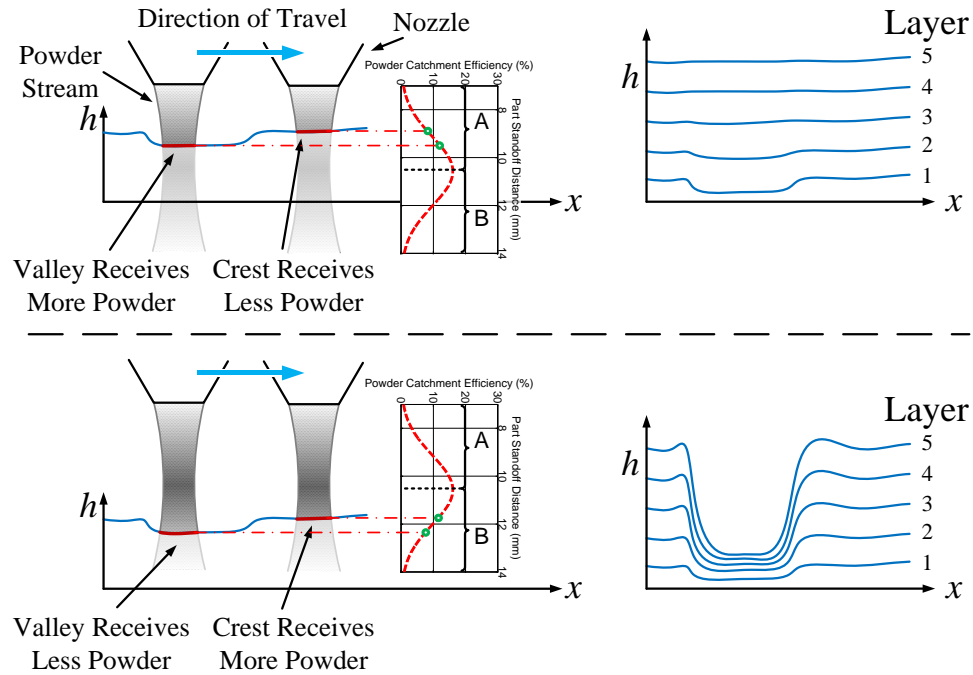 Direction of Travel
Nozzle
Powder
Stream
Powder Catchment Efficiency (%)
0
10
20
30
Part Standoff Distance (mm)
8
10
12
14
A
B
h
x
Valley Receives
More Powder
Crest Receives
Less Powder
Layer
h
5
4
3
2
1
x
Powder Catchment Efficiency (%)
0
10
20
30
Part Standoff Distance (mm)
8
10
12
14
A
B
h
x
Valley Receives
Less Powder
Crest Receives
More Powder
Layer
h
5
4
3
2
1
x